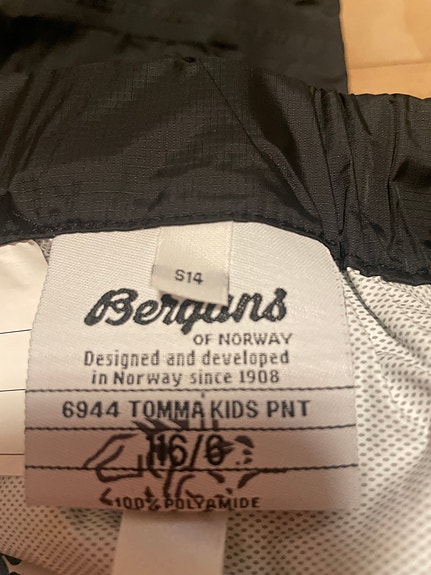 S14
Bergans
OF NORWAY
Designed and developed
in Norway since 1908
6944 TOMMA KIDS PNT
116/6
100% POLYAMIDE